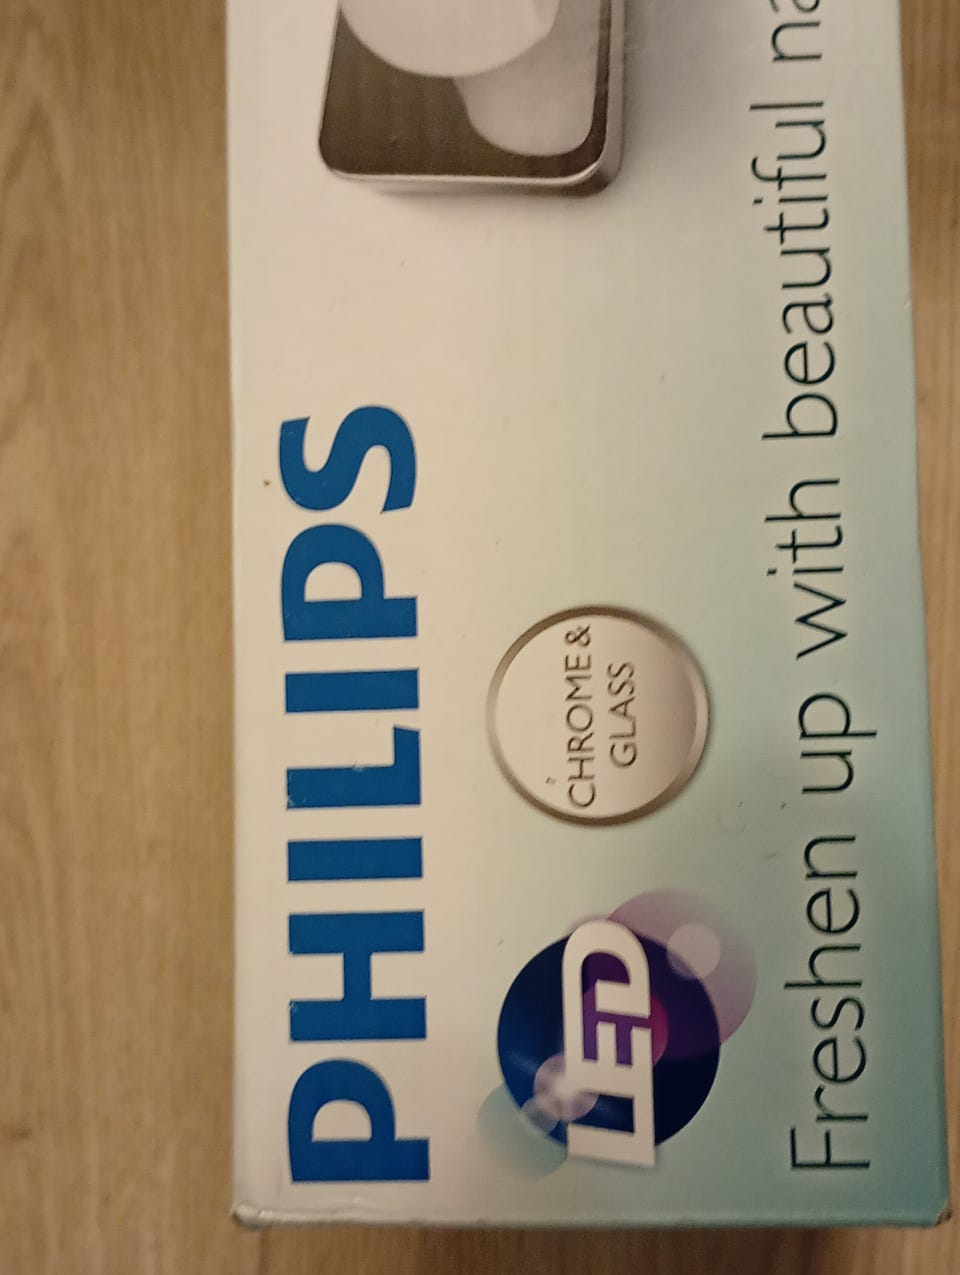 PHILIPS
LED
CHROME &
GLASS
Freshen up with beautiful